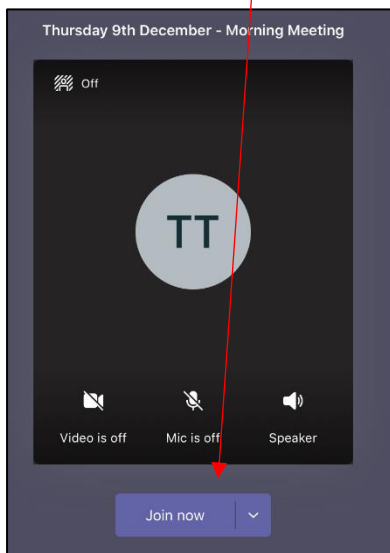 Thursday 9th December - Morning Meeting
Off
TT
Video is off Mic is off Speaker
Join now